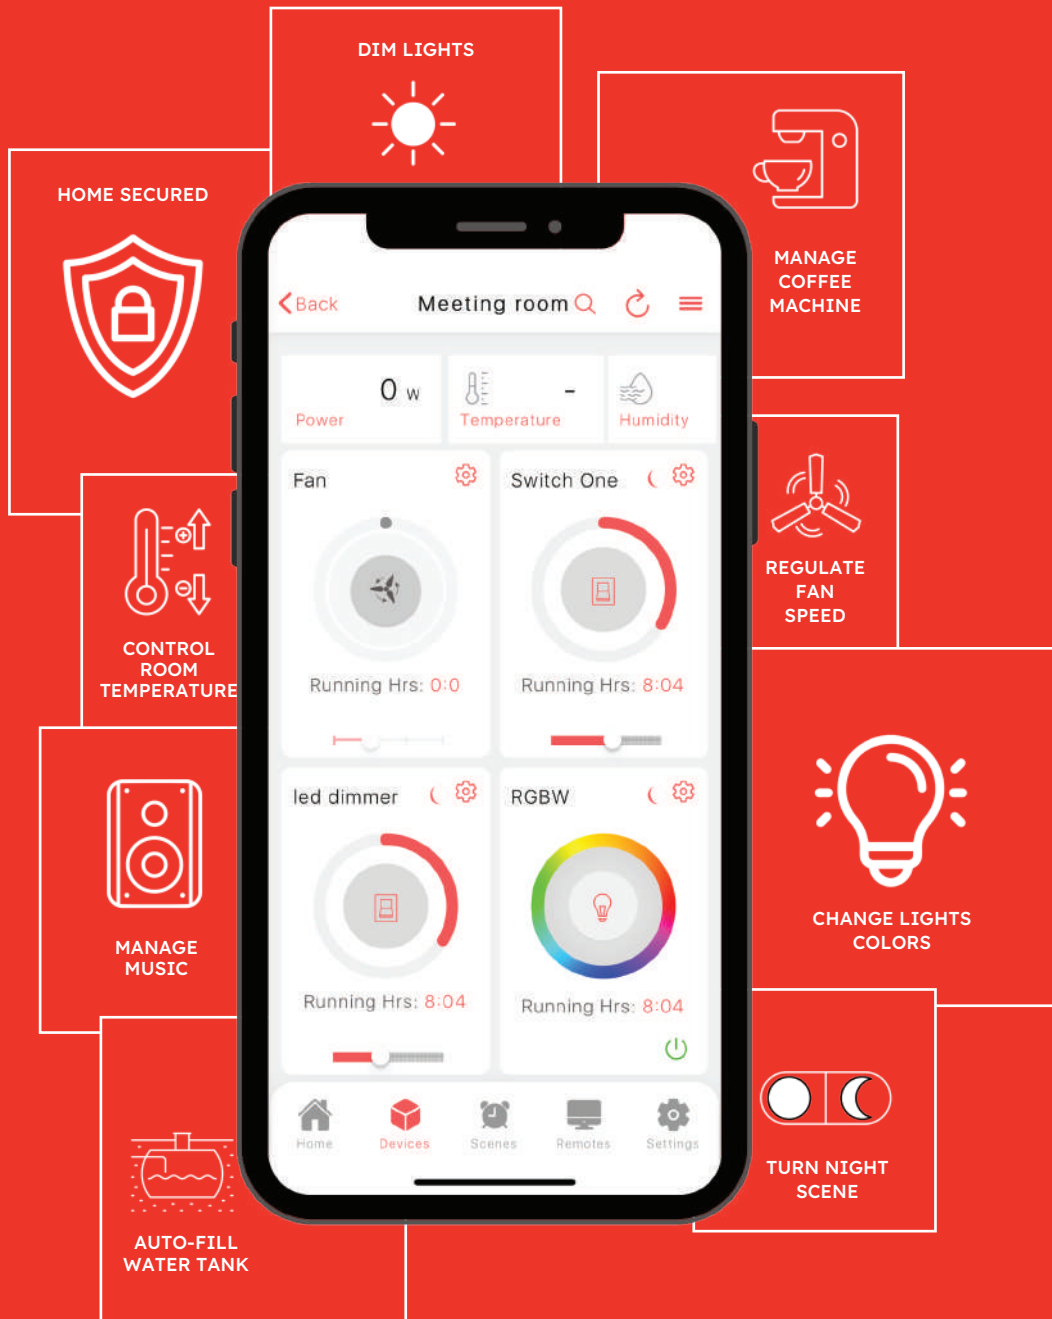 DIM LIGHTS
HOME SECURED
MANAGE
COFFEE
MACHINE
Back
Meeting room
0 W
-
Power
Temperature
Humidity
Fan
Switch One
REGULATE
FAN
SPEED
CONTROL
ROOM
TEMPERATURE
Running Hrs: 0:0
Running Hrs: 8:04
led dimmer
RGBW
MANAGE
MUSIC
CHANGE LIGHTS
COLORS
Running Hrs: 8:04
Running Hrs: 8:04
Home
Devices
Scenes
Remotes
Settings
TURN NIGHT
SCENE
AUTO-FILL
WATER TANK